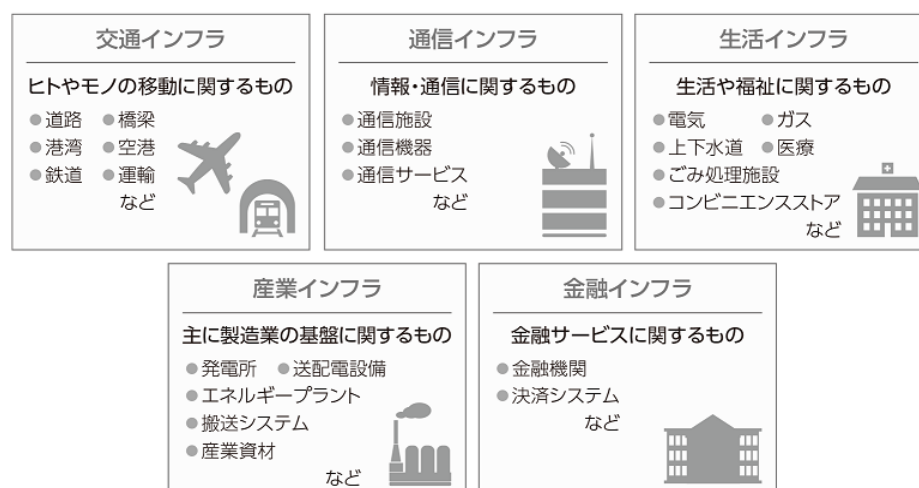 交通インフラ
ヒトやモノの移動に関するもの
●道路 ●橋梁
●港湾 ●空港
●鉄道 ●運輸
など
通信インフラ
情報・通信に関するもの
●通信施設
●通信機器
●通信サービス
など
生活インフラ
生活や福祉に関するもの
●電気 ●ガス
●上下水道 ●医療
●ごみ処理施設
●コンビニエンスストア
など
産業インフラ
主に製造業の基盤に関するもの
●発電所 ●送配電設備
●エネルギープラント
●搬送システム
●産業資材
など
金融インフラ
金融サービスに関するもの
●金融機関
●決済システム
など